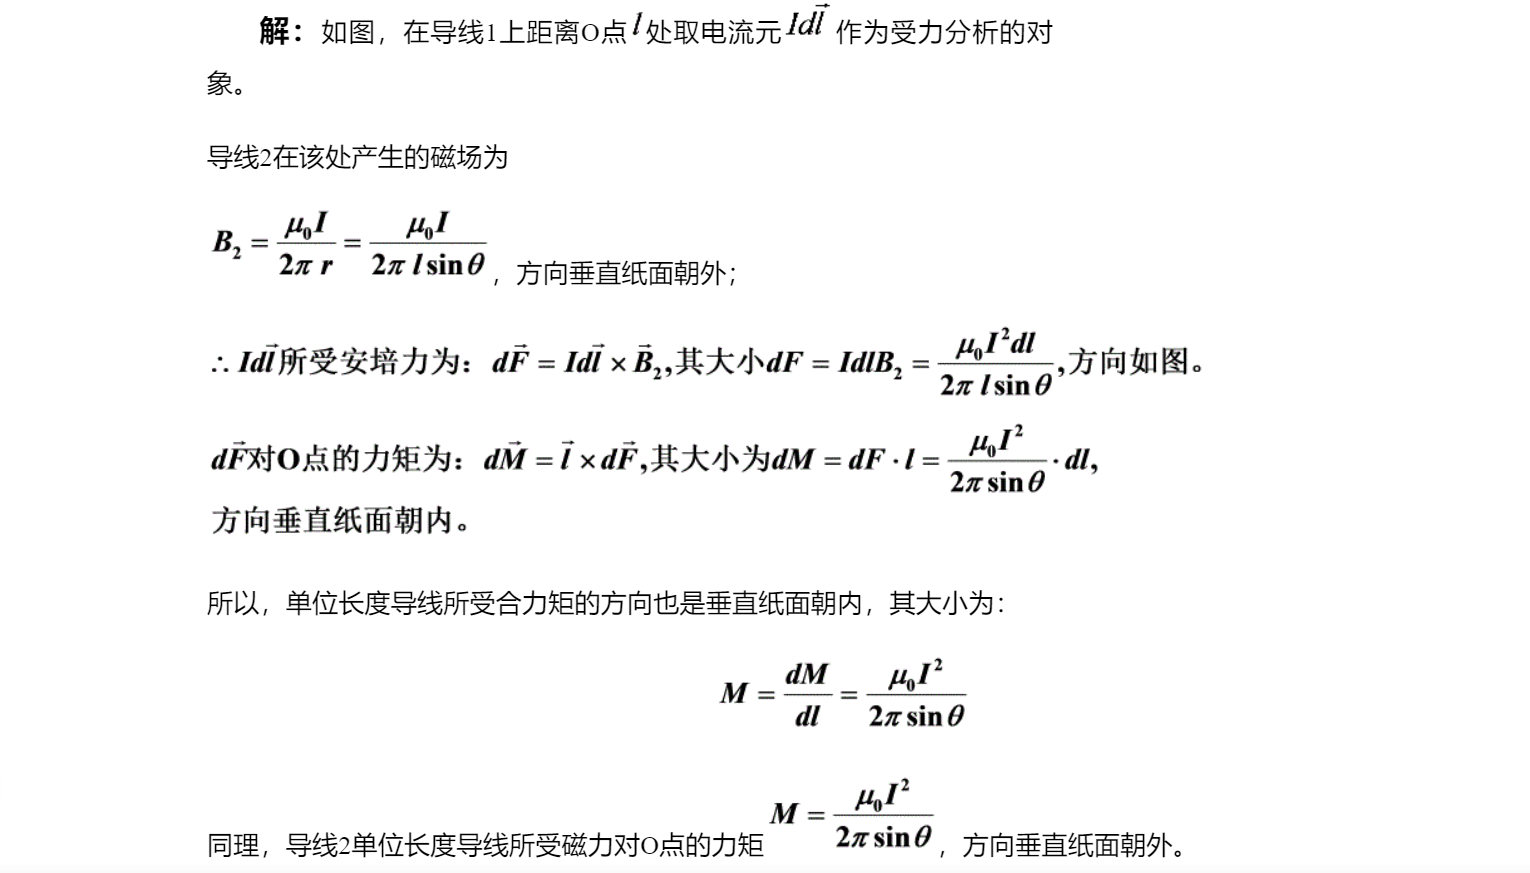 解：如图，在导线1上距离O点 $l$ 处取电流元 $Id\vec{l}$ 作为受力分析的对
象。
导线2在该处产生的磁场为
$B_2 = \frac{\mu_0 I}{2\pi r} = \frac{\mu_0 I}{2\pi l \sin\theta}$，方向垂直纸面朝外；
$\therefore Id\vec{l}$所受安培力为：$d\vec{F} = Id\vec{l} \times \vec{B}_2$,其大小$dF = IdlB_2 = \frac{\mu_0 I^2 dl}{2\pi l \sin\theta}$,方向如图。
$d\vec{F}$对O点的力矩为：$d\vec{M} = \vec{l} \times d\vec{F}$,其大小为$dM = dF \cdot l = \frac{\mu_0 I^2}{2\pi \sin\theta} \cdot dl$,
方向垂直纸面朝内。
所以，单位长度导线所受合力矩的方向也是垂直纸面朝内，其大小为：
$M = \frac{dM}{dl} = \frac{\mu_0 I^2}{2\pi \sin\theta}$
同理，导线2单位长度导线所受磁力对O点的力矩 $M = \frac{\mu_0 I^2}{2\pi \sin\theta}$，方向垂直纸面朝外。